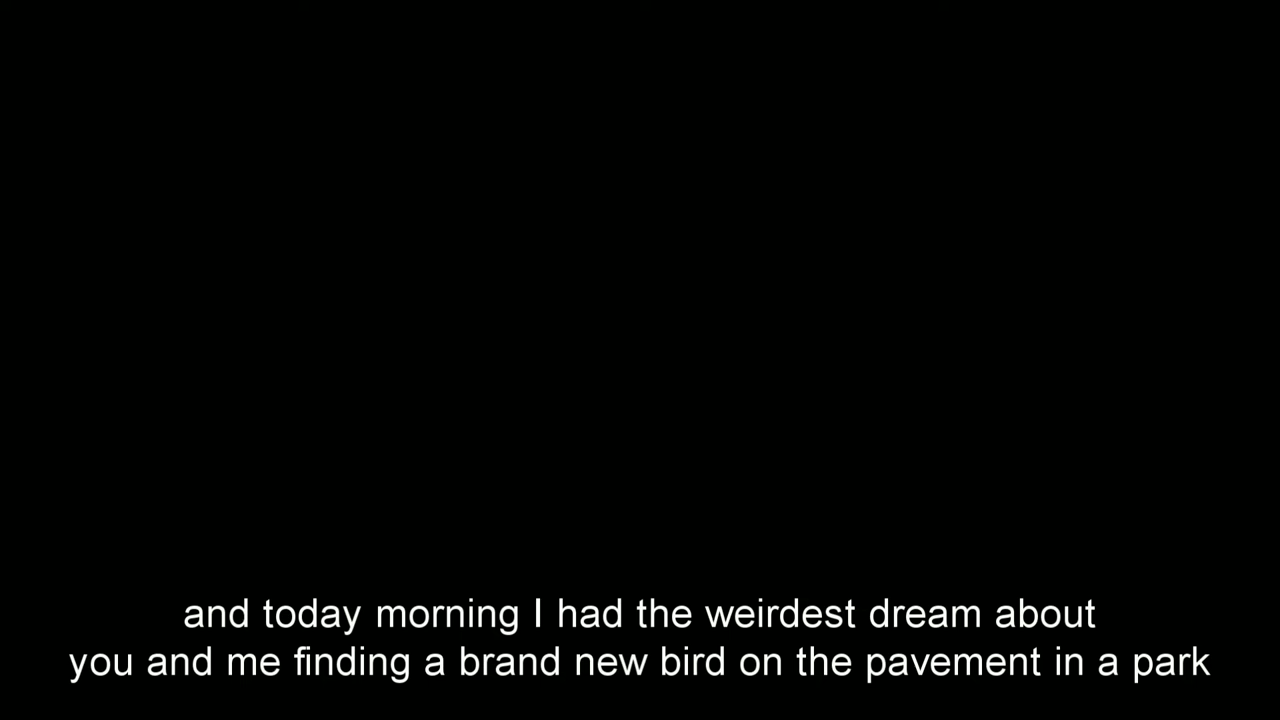 and today morning I had the weirdest dream about
you and me finding a brand new bird on the pavement in a park